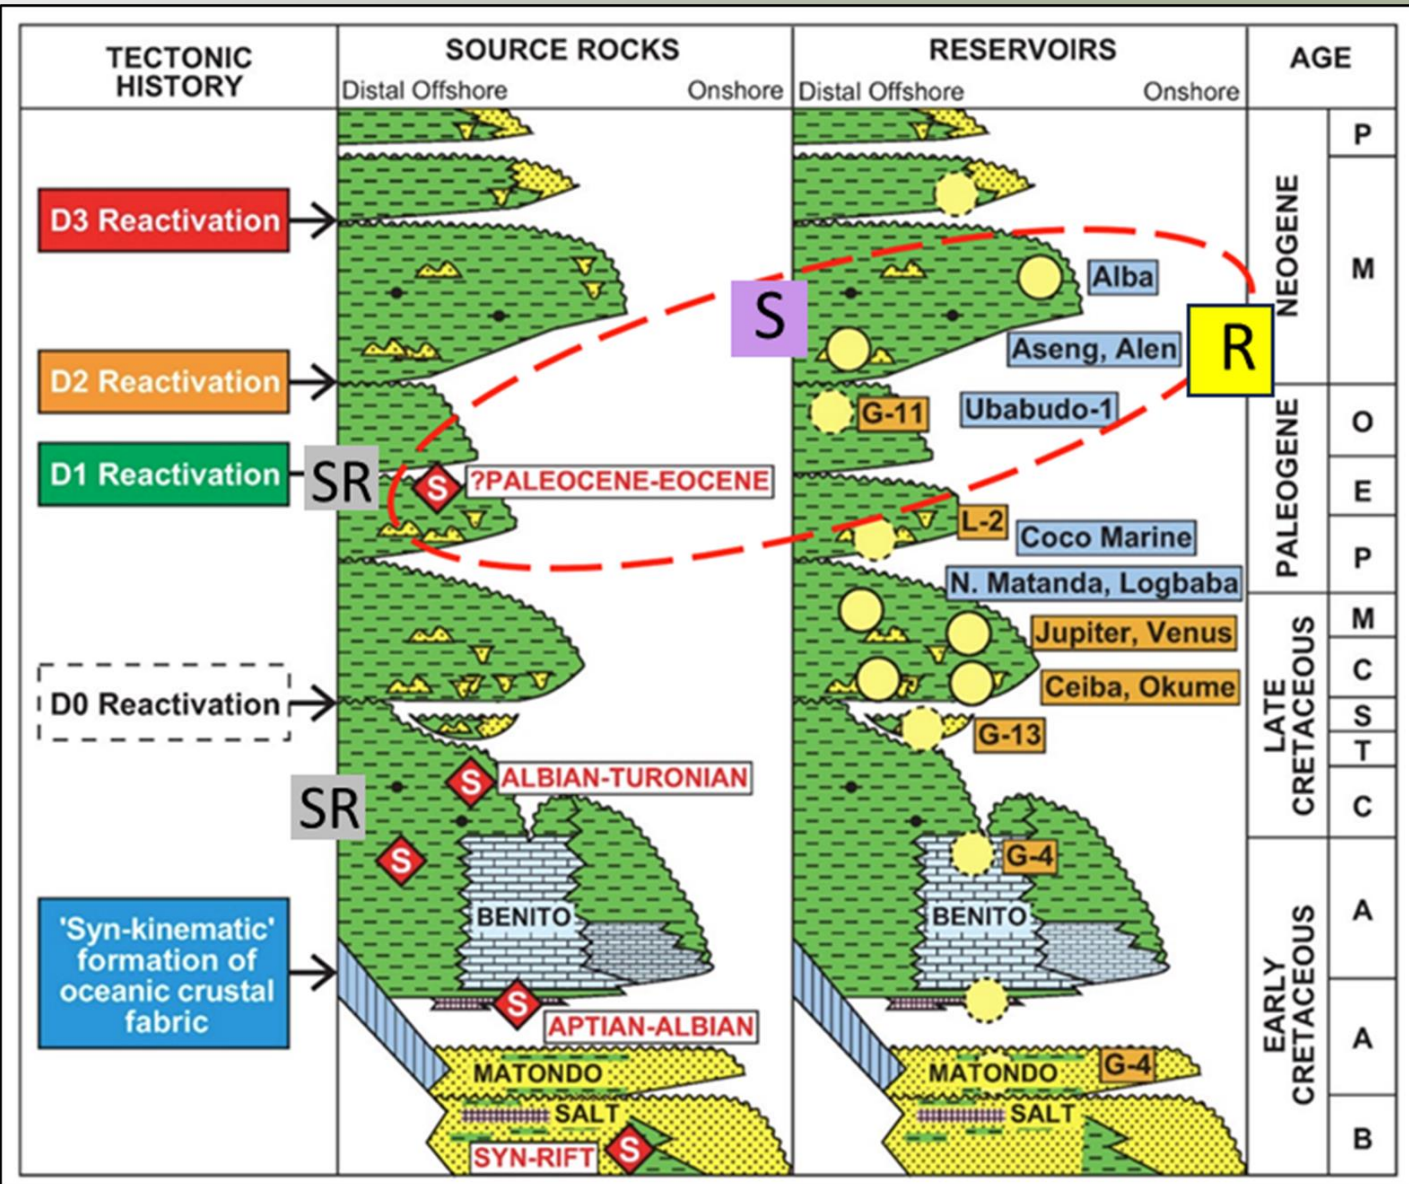 TECTONIC
HISTORY
SOURCE ROCKS
Distal Offshore
Onshore
RESERVOIRS
Distal Offshore
Onshore
AGE
D3 Reactivation
D2 Reactivation
D1 Reactivation
D0 Reactivation
'Syn-kinematic'
formation of
oceanic crustal
fabric
SR
SR
S
?PALEOCENE-EOCENE
S
ALBIAN-TURONIAN
S
BENITO
S
APTIAN-ALBIAN
MATONDO
SALT
SYN-RIFT
S
S
R
Alba
Aseng, Alen
G-11
Ubabudo-1
L-2
Coco Marine
N. Matanda, Logbaba
Jupiter, Venus
Ceiba, Okume
G-13
G-4
BENITO
MATONDO
G-4
SALT
NEOGENE
PALEOGENE
LATE
CRETACEOUS
EARLY
CRETACEOUS
P
M
O
E
P
M
C
S
T
C
A
A
B